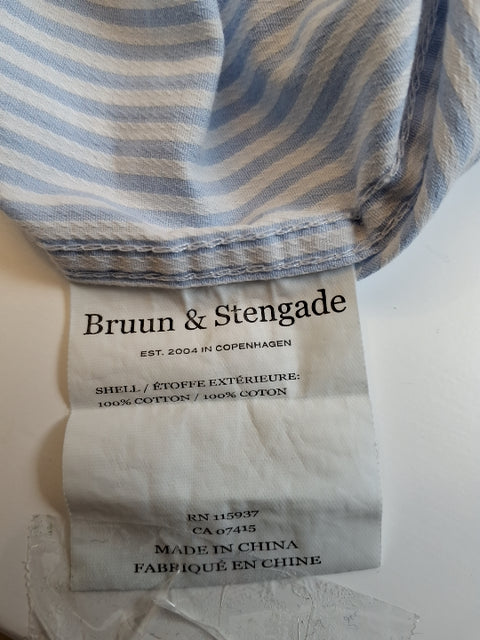 Bruun & Stengade
EST. 2004 IN COPENHAGEN
SHELL / ÉTOFFE EXTÉRIEURE:
100% COTTON / 100% COTON
RN 115937
CA 07415
MADE IN CHINA
FABRIQUÉ EN CHINE